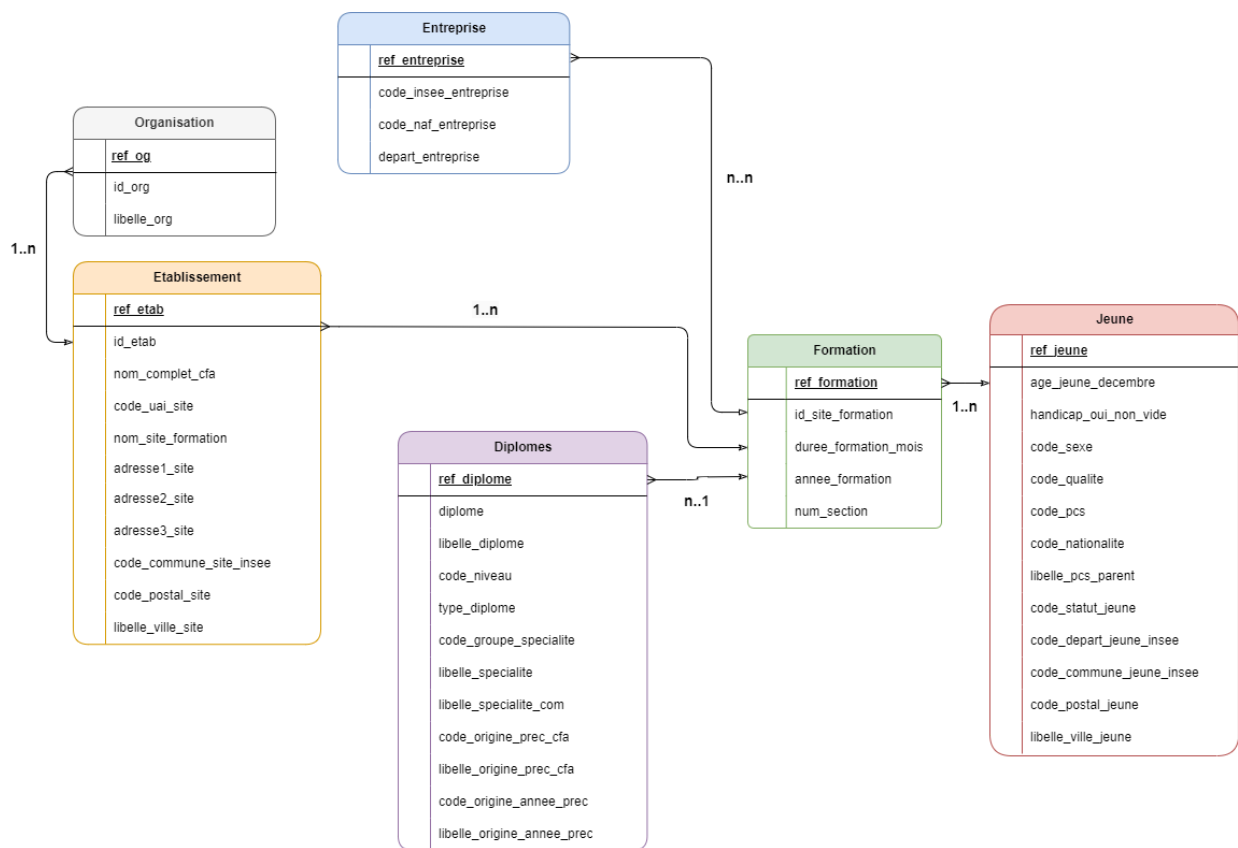 Entreprise
ref_entreprise
code_insee_entreprise
code_naf_entreprise
depart_entreprise
Organisation
ref_og
id_org
libelle_org
n..n
1..n
Etablissement
ref_etab
id_etab
nom_complet_cfa
code_uai_site
nom_site_formation
adresse1_site
adresse2_site
adresse3_site
code_commune_site_insee
code_postal_site
libelle_ville_site
1..n
Formation
ref_formation
id_site_formation
duree_formation_mois
annee_formation
num_section
1..n
Jeune
ref_jeune
age_jeune_decembre
handicap_oui_non_vide
code_sexe
code_qualite
code_pcs
code_nationalite
libelle_pcs_parent
code_statut_jeune
code_depart_jeune_insee
code_commune_jeune_insee
code_postal_jeune
libelle_ville_jeune
Diplomes
ref_diplome
diplome
libelle_diplome
code_niveau
type_diplome
code_groupe_specialite
libelle_specialite
libelle_specialite_com
code_origine_prec_cfa
libelle_origine_prec_cfa
code_origine_annee_prec
libelle_origine_annee_prec
n..1